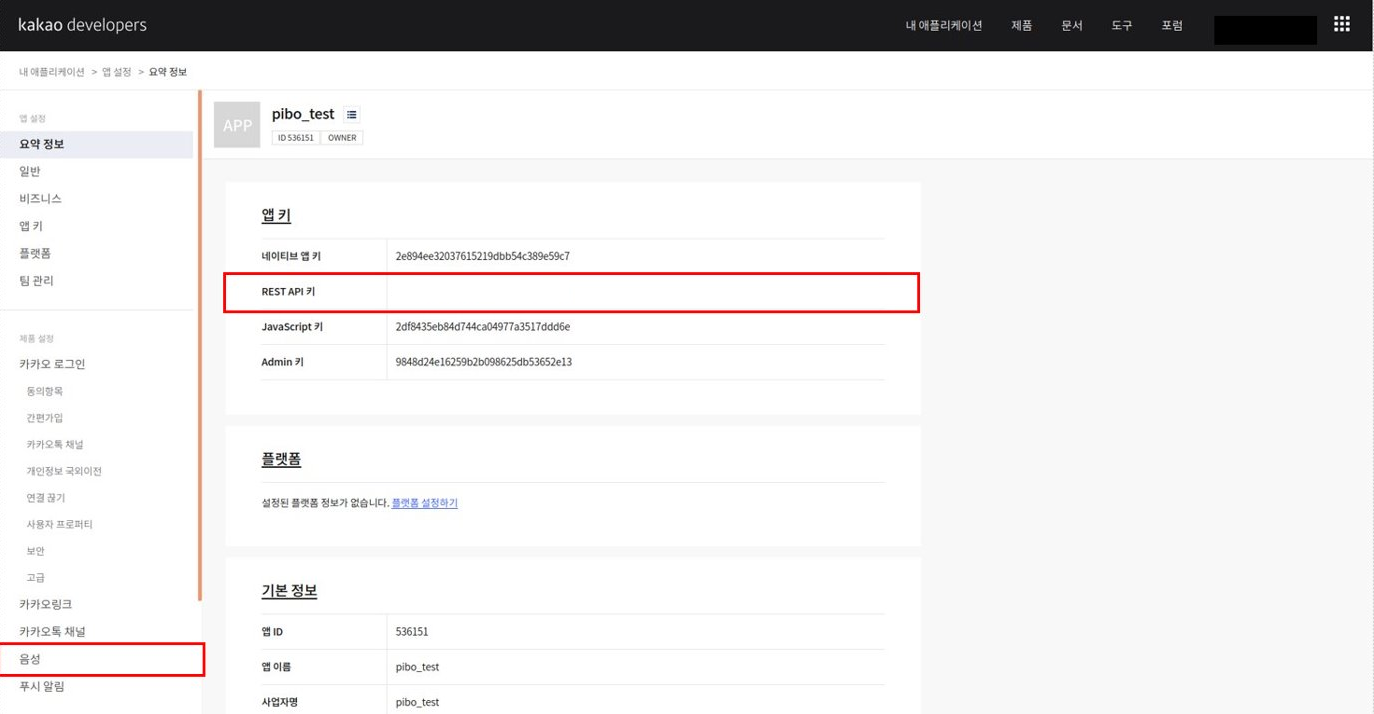 kakao developers
내 애플리케이션 제품 문서 도구 포럼
내 애플리케이션 > 앱 설정 > 요약 정보
앱 설정
요약 정보
일반
비즈니스
앱 키
플랫폼
팀 관리
제품 설정
카카오 로그인
동의항목
간편가입
카카오톡 채널
개인정보 국외이전
연결 끊기
사용자 프로퍼티
보안
고급
카카오링크
카카오톡 채널
음성
푸시 알림
APP
pibo_test
ID 536151 OWNER
앱 키
네이티브 앱 키 2e894ee32037615219dbb54c389e59c7
REST API 키
JavaScript 키 2df8435eb84d744ca04977a3517ddd6e
Admin 키 9848d24e16259b2b098625db53652e13
플랫폼
설정된 플랫폼 정보가 없습니다. 플랫폼 설정하기
기본 정보
앱 ID 536151
앱 이름 pibo_test
사업자명 pibo_test